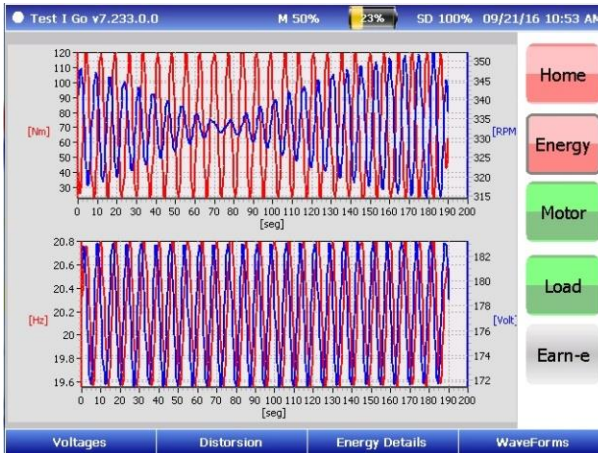 Test I Go v7.233.0.0 M 50% 23% SD 100% 09/21/16 10:53 AM
120
110
100
90
80
70
60
50
40
30
[Nm]
350
345
340
335
330
325
320
315
[RPM
0 10 20 30 40 50 60 70 80 90 100 110 120 130 140 150 160 170 180 190 200
[seg]
20.8
20.6
20.4
20.2
20
19.8
19.6
[Hz]
182
180
178
176
174
172
[Volt]
0 10 20 30 40 50 60 70 80 90 100 110 120 130 140 150 160 170 180 190 200
[seg]
Home
Energy
Motor
Load
Earn-e
Voltages Distorsion Energy Details WaveForms